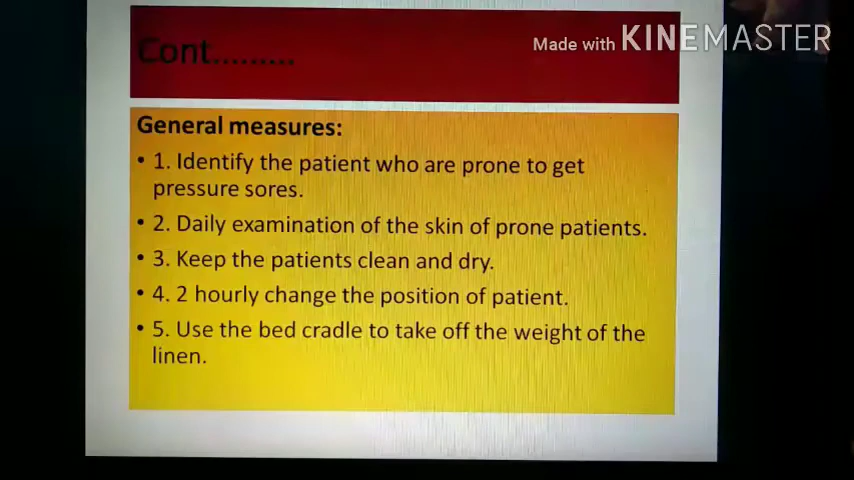 Cont.........
Made with KINEMASTER
General measures:
• 1. Identify the patient who are prone to get
pressure sores.
• 2. Daily examination of the skin of prone patients.
• 3. Keep the patients clean and dry.
• 4. 2 hourly change the position of patient.
• 5. Use the bed cradle to take off the weight of the
linen.